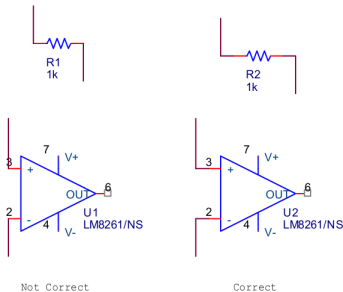 R1
1k
R2
1k
7
V+
3
+
OUT
6
2
-
4
V-
U1
LM8261/NS
7
V+
3
+
OUT
6
2
-
4
V-
U2
LM8261/NS
Not Correct
Correct